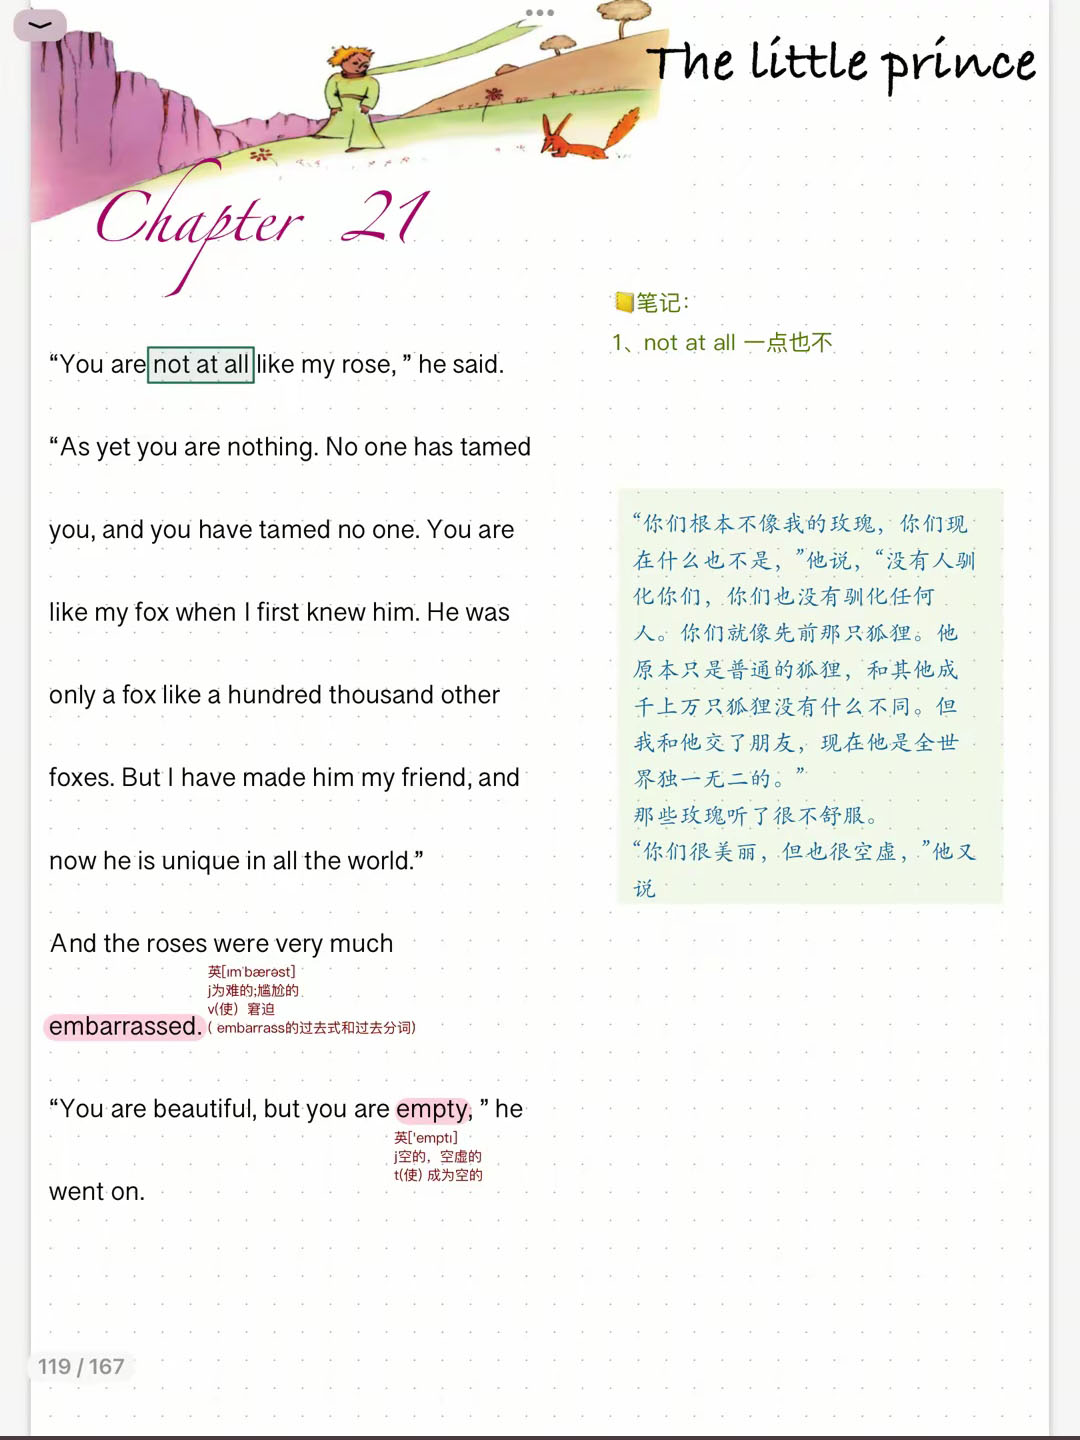 The little prince
Chapter 21
“You are not at all like my rose, ” he said.
“As yet you are nothing. No one has tamed
you, and you have tamed no one. You are
like my fox when I first knew him. He was
only a fox like a hundred thousand other
foxes. But I have made him my friend, and
now he is unique in all the world.”
And the roses were very much
英[ɪmˈbærəst]
j为难的;尴尬的
v(使）窘迫
embarrassed.
( embarrass的过去式和过去分词)
“You are beautiful, but you are empty, ” he
英['emptɪ]
j空的，空虚的
t(使) 成为空的
went on.
笔记：
1、not at all 一点也不
“你们根本不像我的玫瑰，你们现
在什么也不是，”他说，“没有人驯
化你们，你们也没有驯化任何
人。你们就像先前那只狐狸。他
原本只是普通的狐狸，和其他成
千上万只狐狸没有什么不同。但
我和他交了朋友，现在他是全世
界独一无二的。”
那些玫瑰听了很不舒服。
“你们很美丽，但也很空虚，”他又
说
119 / 167